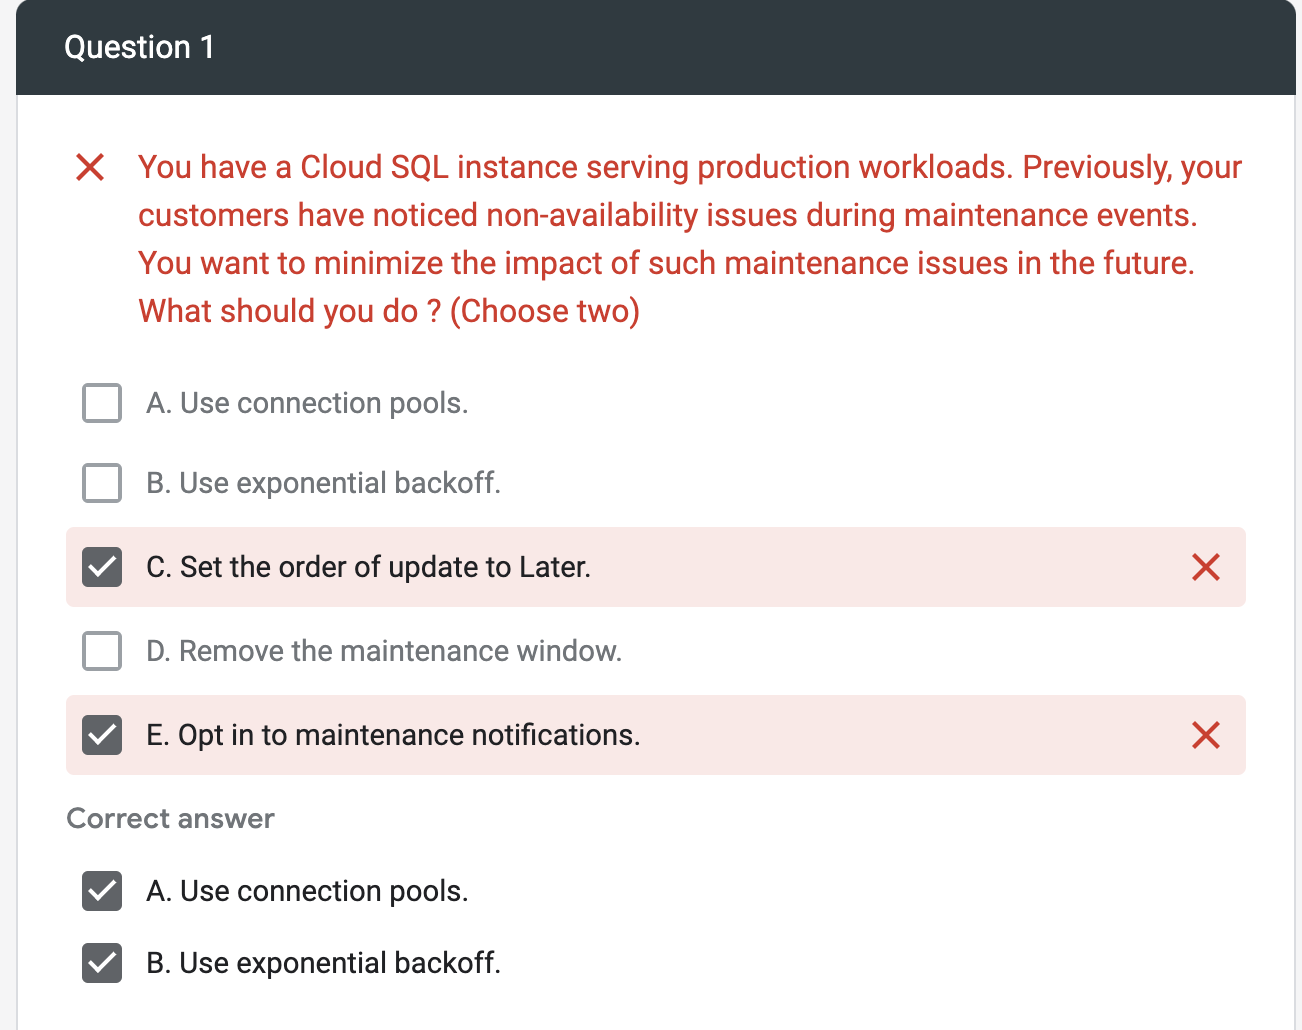 Question 1
You have a Cloud SQL instance serving production workloads. Previously, your
customers have noticed non-availability issues during maintenance events.
You want to minimize the impact of such maintenance issues in the future.
What should you do ? (Choose two)
A. Use connection pools.
B. Use exponential backoff.
C. Set the order of update to Later.
D. Remove the maintenance window.
E. Opt in to maintenance notifications.
Correct answer
A. Use connection pools.
B. Use exponential backoff.